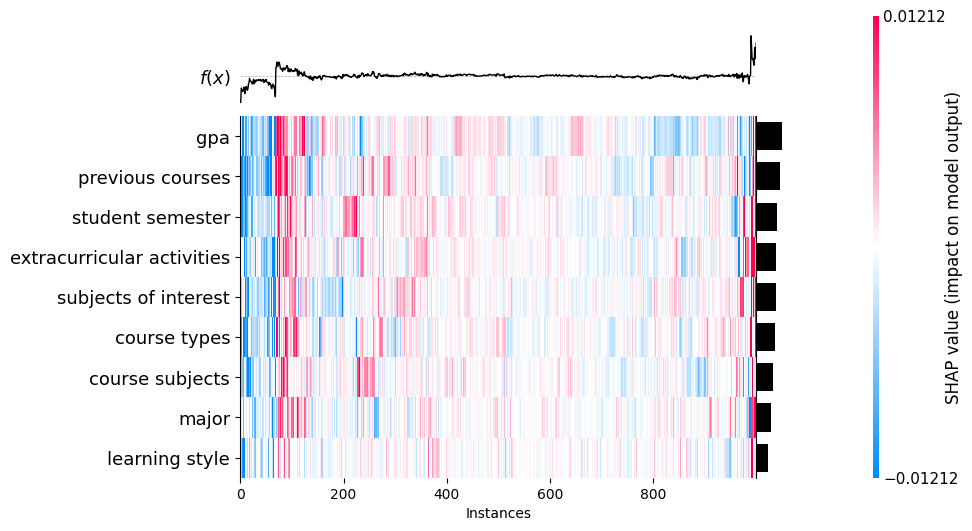 0.01212
f(x)
gpa
previous courses
student semester
extracurricular activities
subjects of interest
course types
course subjects
major
learning style
0 200 400 600 800
Instances
SHAP value (impact on model output)
−0.01212